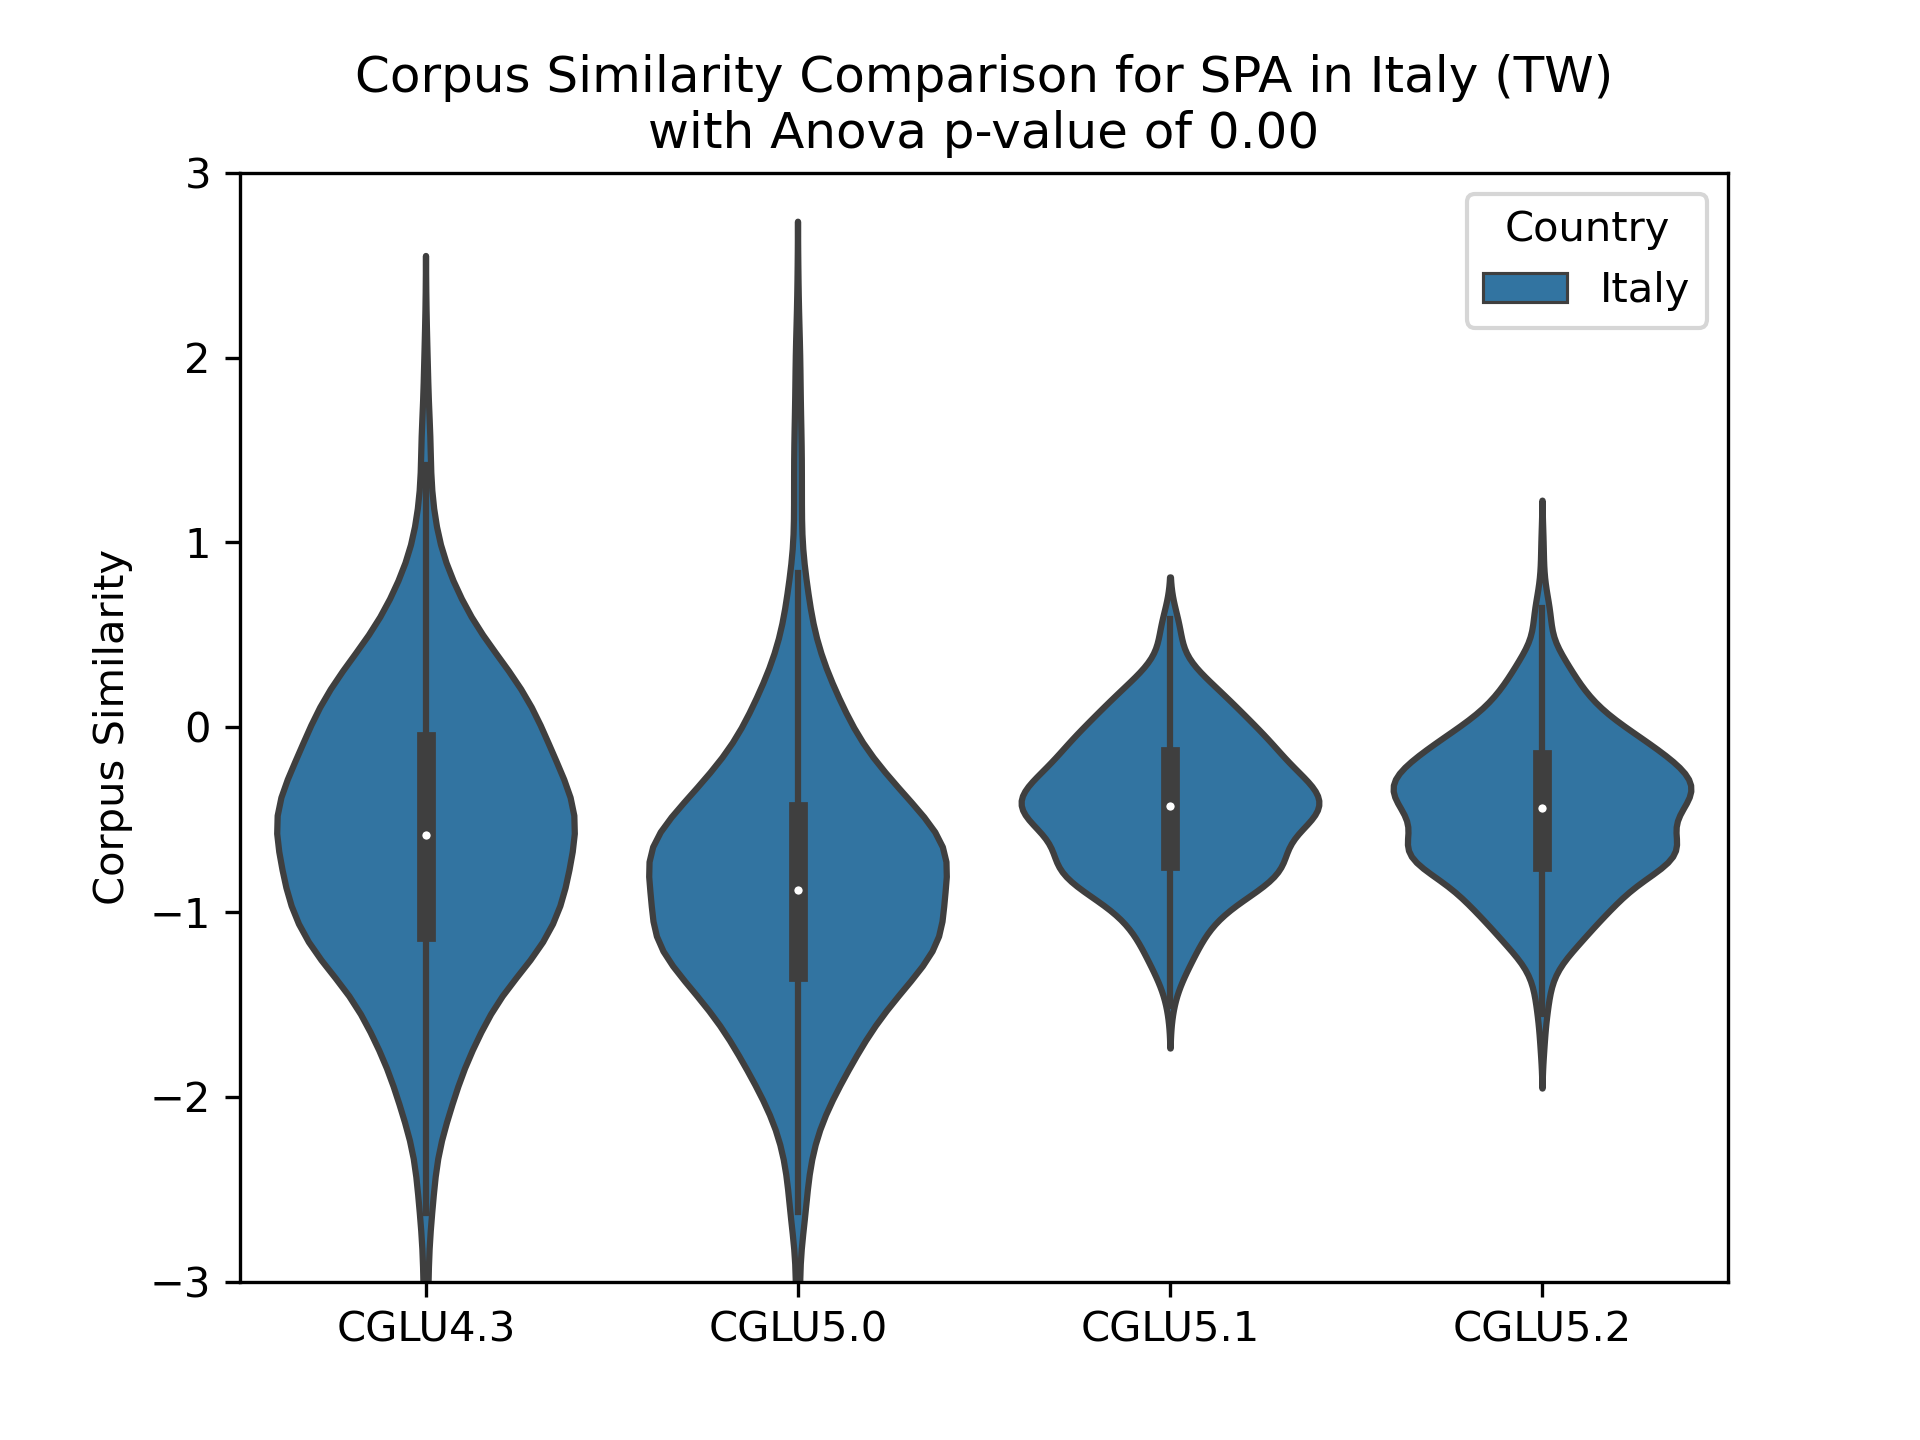 Corpus Similarity Comparison for SPA in Italy (TW)
with Anova p-value of 0.00
3
2
1
0
−1
−2
−3
Corpus Similarity
Country
Italy
CGLU4.3
CGLU5.0
CGLU5.1
CGLU5.2